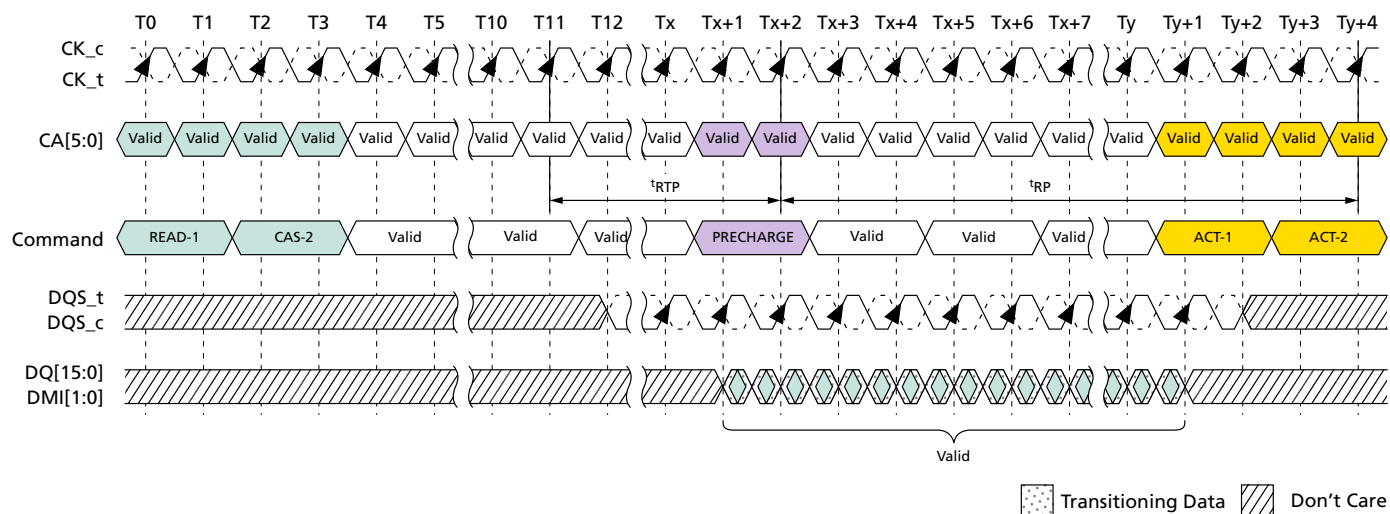 T0 T1 T2 T3 T4 T5 T10 T11 T12 Tx Tx+1 Tx+2 Tx+3 Tx+4 Tx+5 Tx+6 Tx+7 Ty Ty+1 Ty+2 Ty+3 Ty+4
CK_c
CK_t
CA[5:0] Valid Valid Valid Valid Valid Valid Valid Valid Valid Valid Valid Valid Valid Valid Valid Valid Valid Valid Valid Valid Valid Valid
tRTP tRP
Command READ-1 CAS-2 Valid Valid Valid PRECHARGE Valid Valid Valid ACT-1 ACT-2
DQS_t
DQS_c
DQ[15:0]
DMI[1:0]
Valid
Transitioning Data Don’t Care